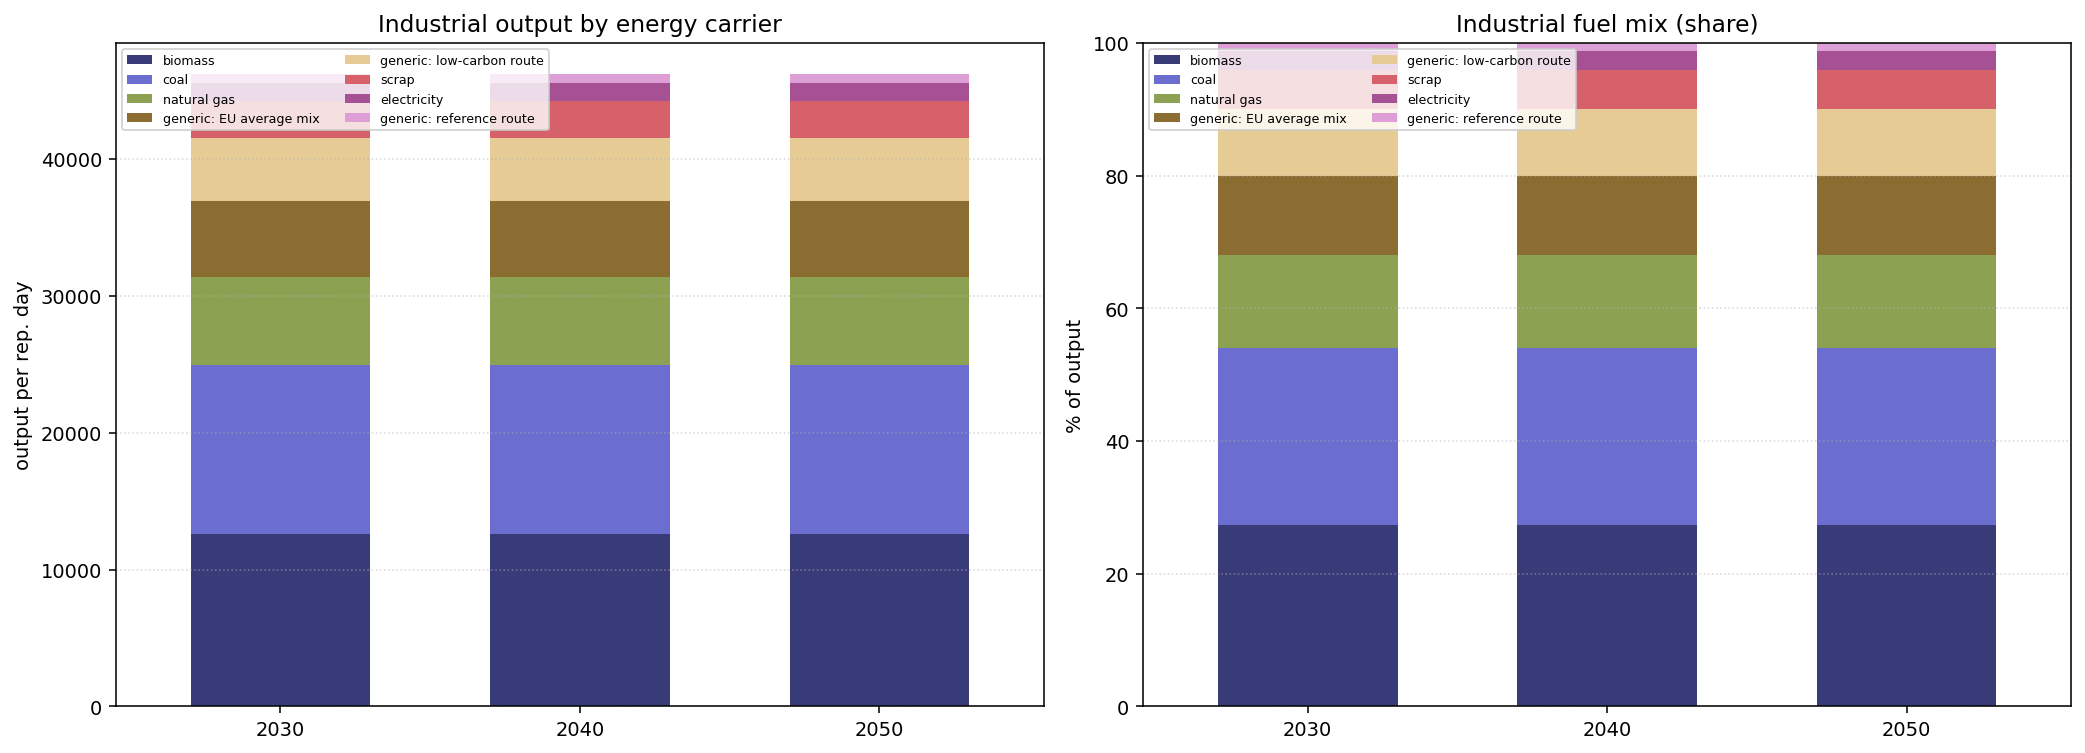 Industrial output by energy carrier
biomass
coal
natural gas
generic: EU average mix
generic: low-carbon route
scrap
electricity
generic: reference route
output per rep. day
40000
30000
20000
10000
0
2030 2040 2050
Industrial fuel mix (share)
biomass
coal
natural gas
generic: EU average mix
generic: low-carbon route
scrap
electricity
generic: reference route
% of output
100
80
60
40
20
0
2030 2040 2050